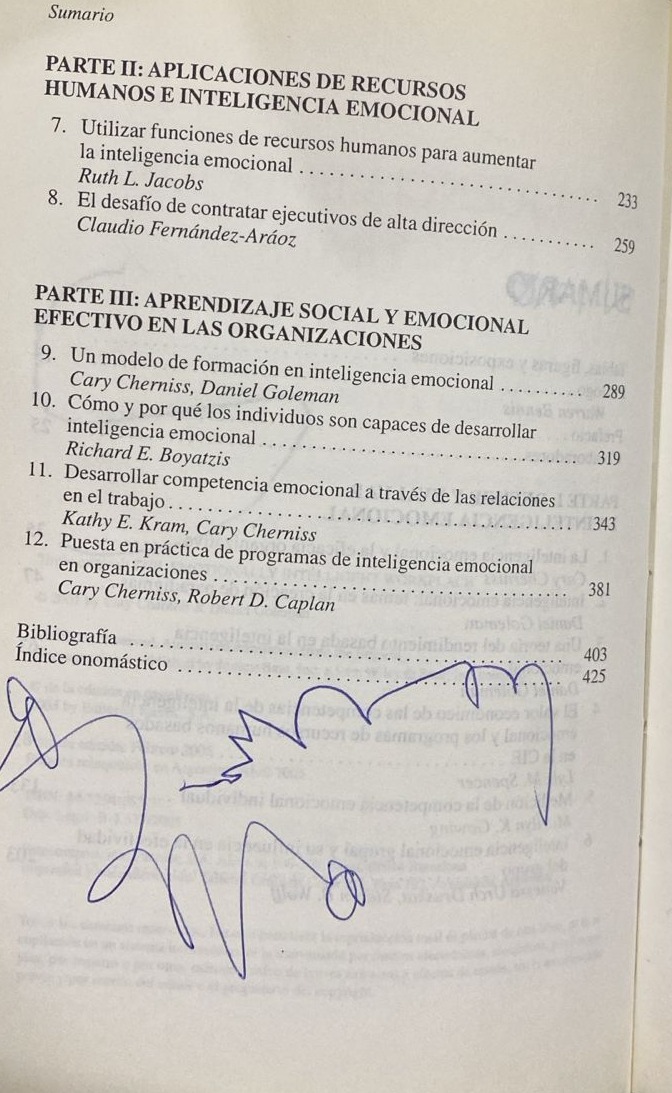 Sumario
PARTE II: APLICACIONES DE RECURSOS
HUMANOS E INTELIGENCIA EMOCIONAL
7. Utilizar funciones de recursos humanos para aumentar
la inteligencia emocional . . . . . . . . . . . . . . . . . . . . . . . . . . . . . . 233
Ruth L. Jacobs
8. El desafío de contratar ejecutivos de alta dirección . . . . . . . . . . . 259
Claudio Fernández-Aráoz
PARTE III: APRENDIZAJE SOCIAL Y EMOCIONAL
EFECTIVO EN LAS ORGANIZACIONES
9. Un modelo de formación en inteligencia emocional . . . . . . . . . . 289
Cary Cherniss, Daniel Goleman
10. Cómo y por qué los individuos son capaces de desarrollar
inteligencia emocional . . . . . . . . . . . . . . . . . . . . . . . . . . . . . . . . 319
Richard E. Boyatzis
11. Desarrollar competencia emocional a través de las relaciones
en el trabajo . . . . . . . . . . . . . . . . . . . . . . . . . . . . . . . . . . . . . . . . 343
Kathy E. Kram, Cary Cherniss
12. Puesta en práctica de programas de inteligencia emocional
en organizaciones . . . . . . . . . . . . . . . . . . . . . . . . . . . . . . . . . . . 381
Cary Cherniss, Robert D. Caplan
Bibliografía . . . . . . . . . . . . . . . . . . . . . . . . . . . . . . . . . . . . . . . . . . . 403
Índice onomástico . . . . . . . . . . . . . . . . . . . . . . . . . . . . . . . . . . . . . 425